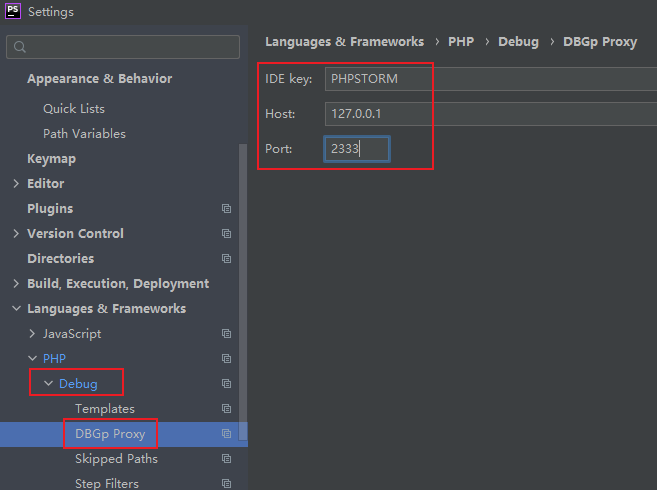 PS Settings
Languages & Frameworks › PHP › Debug › DBGp Proxy
IDE key: PHPSTORM
Host: 127.0.0.1
Port: 2333
Appearance & Behavior
Quick Lists
Path Variables
Keymap
Editor
Plugins
Version Control
Directories
Build, Execution, Deployment
Languages & Frameworks
JavaScript
PHP
Debug
Templates
DBGp Proxy
Skipped Paths
Step Filters